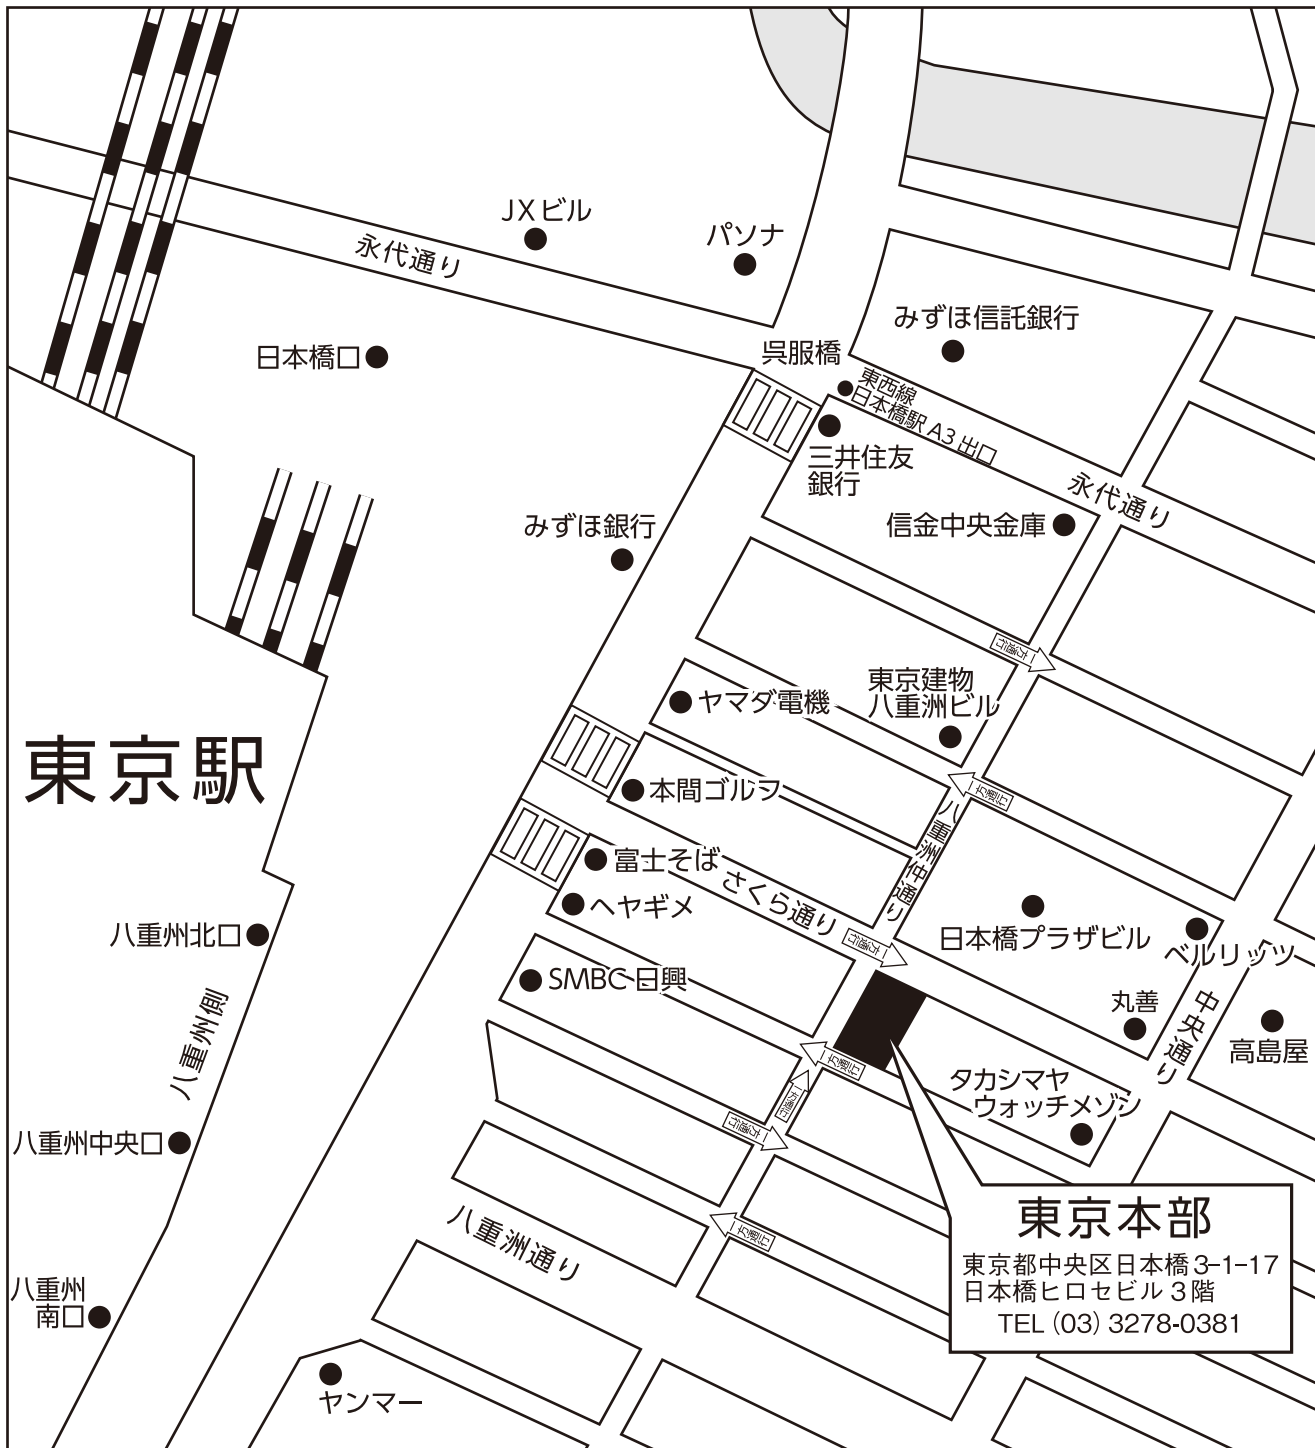 JXビル
パソナ
永代通り
みずほ信託銀行
日本橋口
呉服橋
東西線
日本橋駅 A3 出口
三井住友
銀行
永代通り
信金中央金庫
みずほ銀行
一方通行
東京建物
八重洲ビル
ヤマダ電機
東京駅
本間ゴルフ
一方通行
八重洲仲通り
富士そば
さくら通り
ヘヤギメ
日本橋プラザビル
ベルリッツ
八重州北口
一方通行
SMBC 日興
丸善
中央通り
高島屋
八重州側
一方通行
タカシマヤ
ウォッチメゾン
一方通行
一方通行
八重州中央口
八重洲通り
一方通行
東京本部
東京都中央区日本橋 3-1-17
日本橋ヒロセビル 3 階
TEL (03) 3278-0381
八重州
南口
ヤンマー